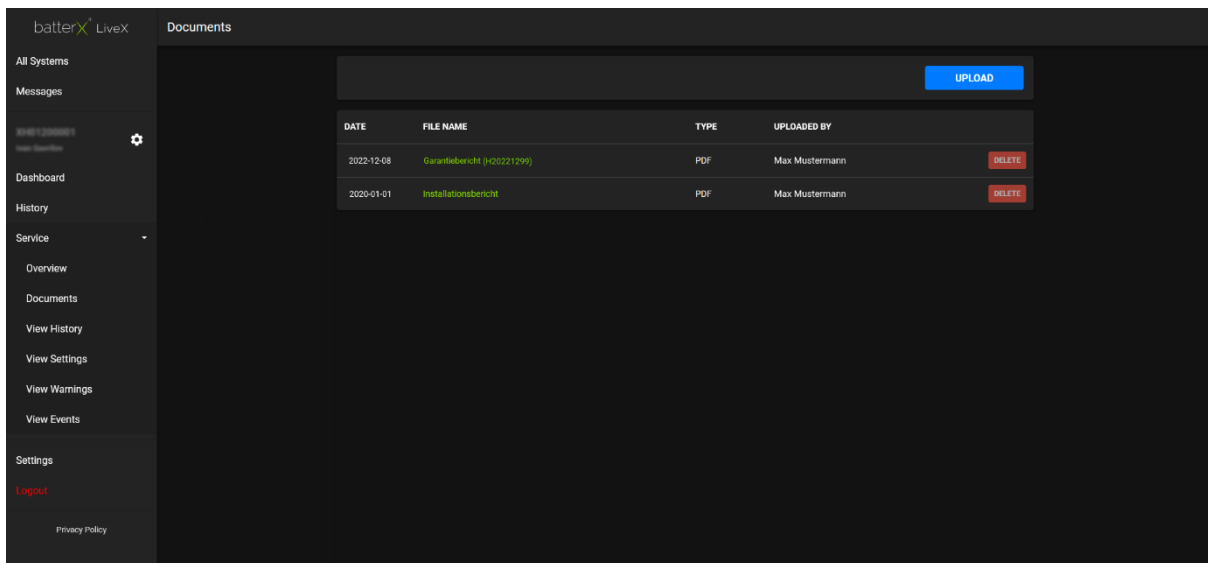 batterX LiveX
Documents
All Systems
Messages
Dashboard
History
Service
Overview
Documents
View History
View Settings
View Warnings
View Events
Settings
Logout
Privacy Policy
UPLOAD
DATE FILE NAME TYPE UPLOADED BY
2022-12-08 Garantiebericht (H20221299) PDF Max Mustermann DELETE
2020-01-01 Installationsbericht PDF Max Mustermann DELETE